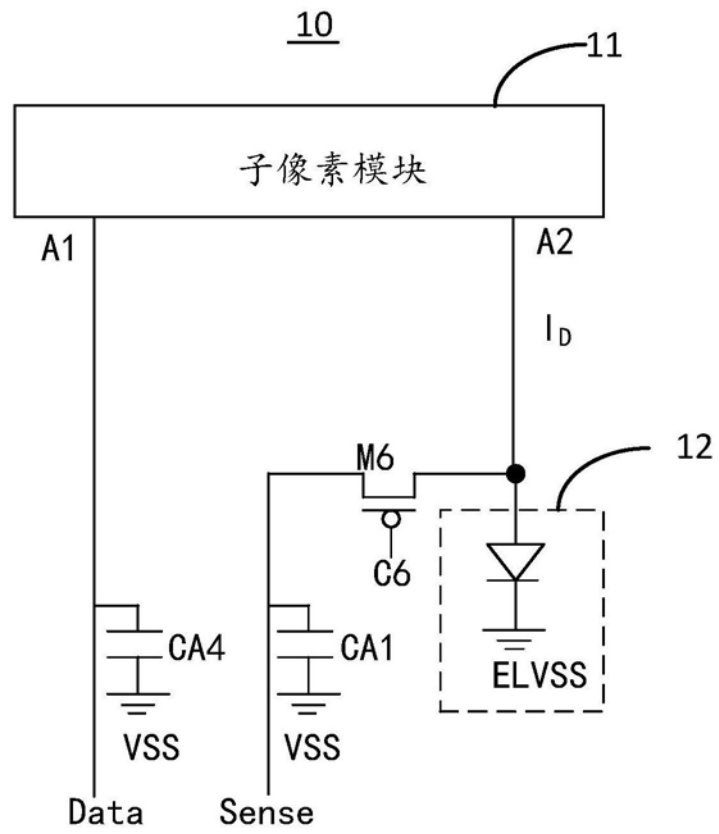 10
11
子像素模块
A1
A2
I_D
M6
12
C6
CA4
CA1
ELVSS
VSS
VSS
Data
Sense